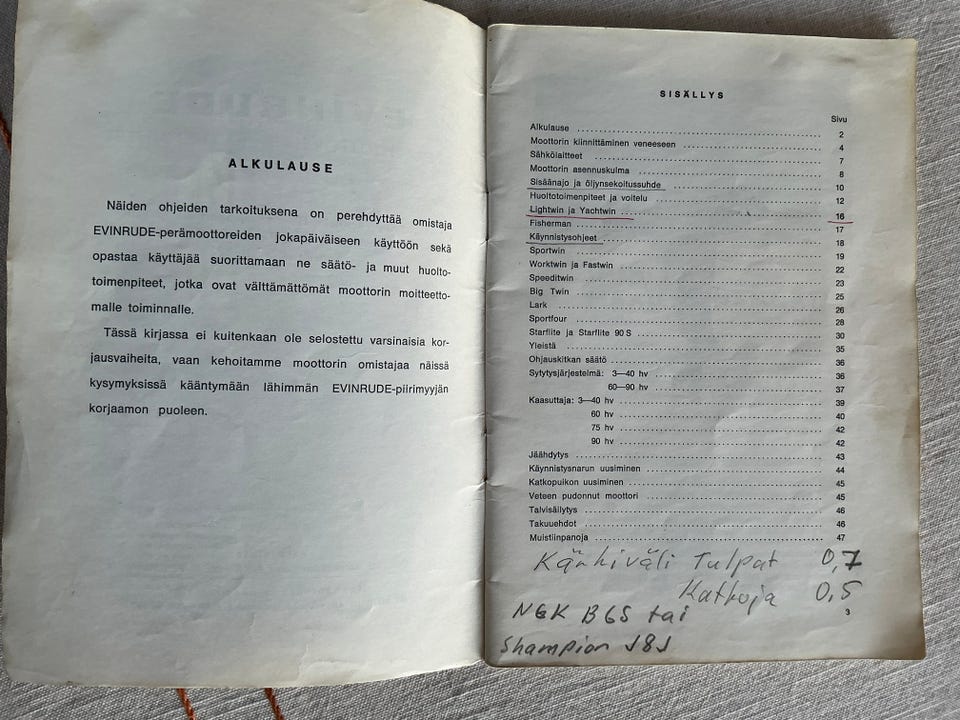 ALKULAUSE
Näiden ohjeiden tarkoituksena on perehdyttää omistaja
EVINRUDE-perämoottoreiden jokapäiväiseen käyttöön sekä
opastaa käyttäjää suorittamaan ne säätö- ja muut huolto-
toimenpiteet, jotka ovat välttämättömät moottorin moitteetto-
malle toiminnalle.
Tässä kirjassa ei kuitenkaan ole selostettu varsinaisia kor-
jausvaiheita, vaan kehoitamme moottorin omistajaa näissä
kysymyksissä kääntymään lähimmän EVINRUDE-piirimyyjän
korjaamon puoleen.
SISÄLLYS
Sivu
Alkulause 2
Moottorin kiinnittäminen veneeseen 4
Sähkölaitteet 7
Moottorin asennuskulma 8
Sisäänajo ja öljynsekoitussuhde 10
Huoltotoimenpiteet ja voitelu 12
Lightwin ja Yachtwin 16
Fisherman 17
Käynnistysohjeet 18
Sportwin 19
Worktwin ja Fastwin 22
Speeditwin 23
Big Twin 25
Lark 26
Sportfour 28
Starflite ja Starflite 90 S 30
Yleistä 35
Ohjauskitkan säätö 36
Sytytysjärjestelmä: 3—40 hv 36
60—90 hv 37
Kaasuttaja: 3—40 hv 39
60 hv 40
75 hv 42
90 hv 42
Jäähdytys 43
Käynnistysnarun uusiminen 44
Katkopuikon uusiminen 45
Veteen pudonnut moottori 45
Talvisäilytys 46
Takuuehdot 46
Muistiinpanoja 47
Kärkiväli Tulpat 0,7
Katkoja 0,5
NGK B6S tai
Shampion J8J
3